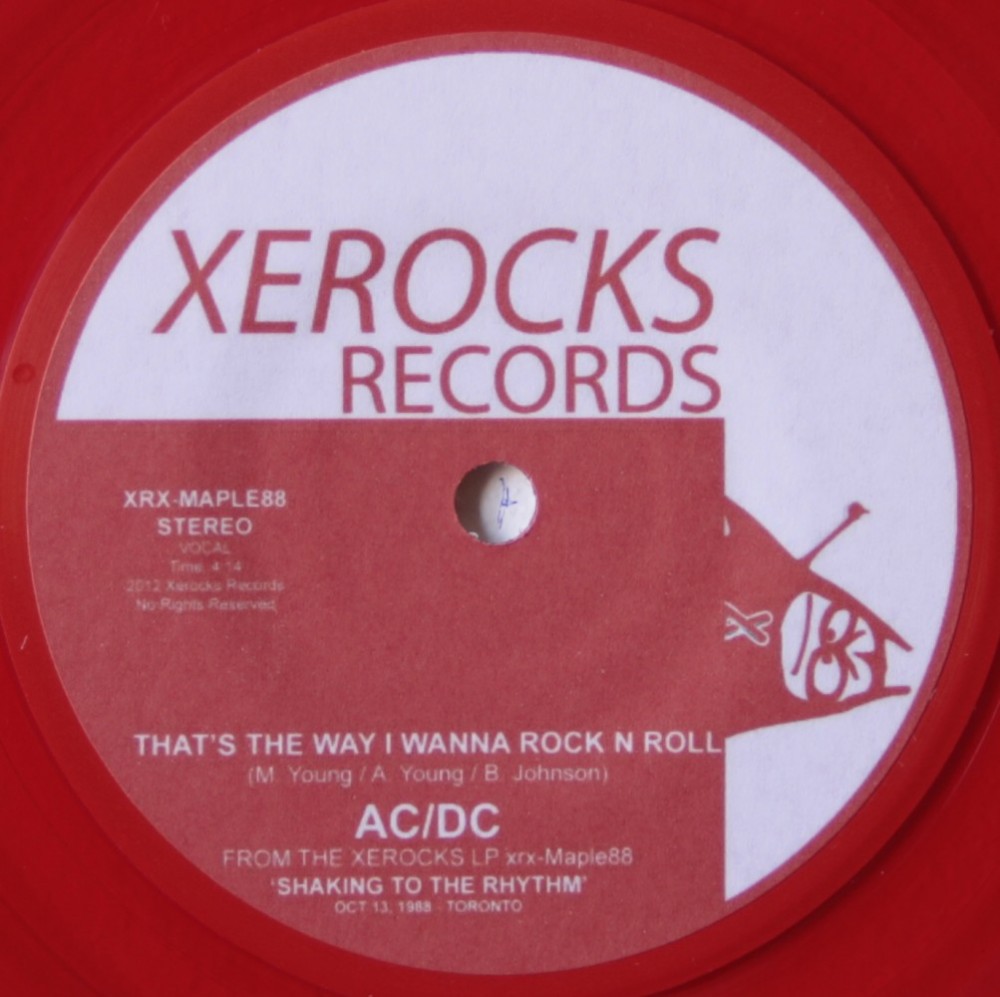 XEROCKS
RECORDS
XRX-MAPLE88
STEREO
VOCAL
Time: 4:14
2012 Xerocks Records
No Rights Reserved
THAT'S THE WAY I WANNA ROCK N ROLL
(M. Young / A. Young / B. Johnson)
AC/DC
FROM THE XEROCKS LP xrx-Maple88
'SHAKING TO THE RHYTHM'
OCT 13, 1988 - TORONTO